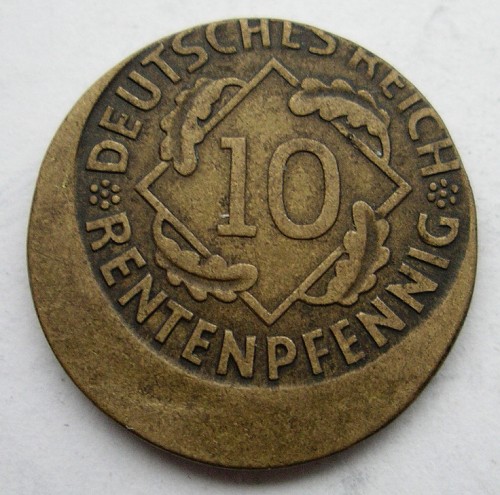 DEUTSCHES REICH
10
RENTENPFENNIG